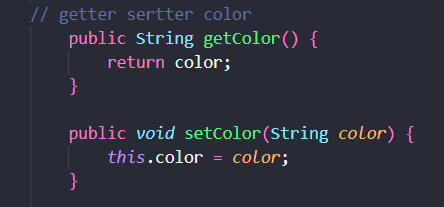 // getter sertter color
public String getColor() {
return color;
}
public void setColor(String color) {
this.color = color;
}